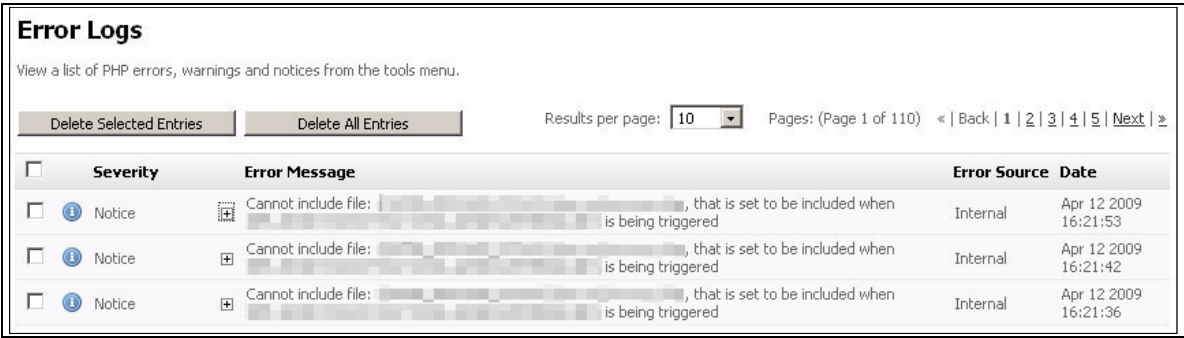 Error Logs
View a list of PHP errors, warnings and notices from the tools menu.
Delete Selected Entries Delete All Entries Results per page: 10 Pages: (Page 1 of 110) « | Back | 1 | 2 | 3 | 4 | 5 | Next | »
Severity Error Message Error Source Date
Notice Cannot include file: , that is set to be included when Internal Apr 12 2009
is being triggered 16:21:53
Notice Cannot include file: , that is set to be included when Internal Apr 12 2009
is being triggered 16:21:42
Notice Cannot include file: , that is set to be included when Internal Apr 12 2009
is being triggered 16:21:36